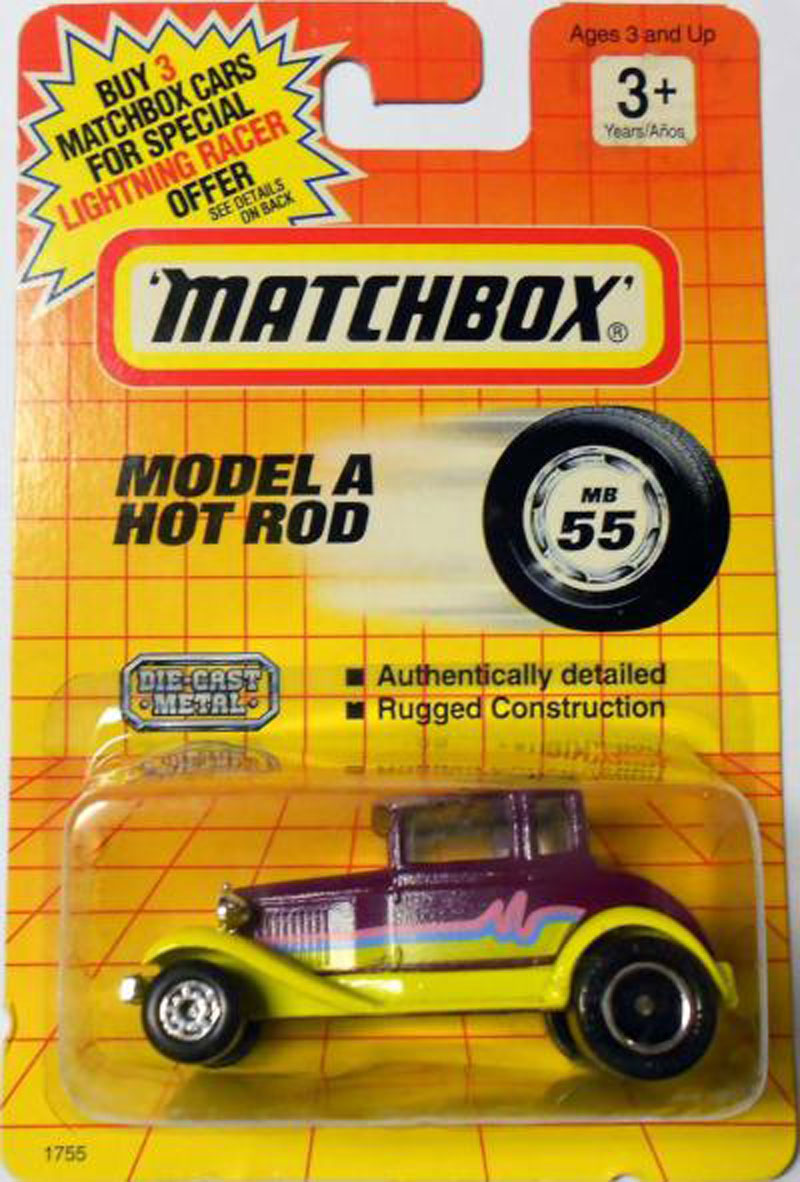 BUY 3
MATCHBOX CARS
FOR SPECIAL
LIGHTNING RACER
OFFER
SEE DETAILS
ON BACK
Ages 3 and Up
3+
Years/Años
'MATCHBOX'®
MODEL A
HOT ROD
MB
55
DIE-CAST
·METAL·
■ Authentically detailed
■ Rugged Construction
1755